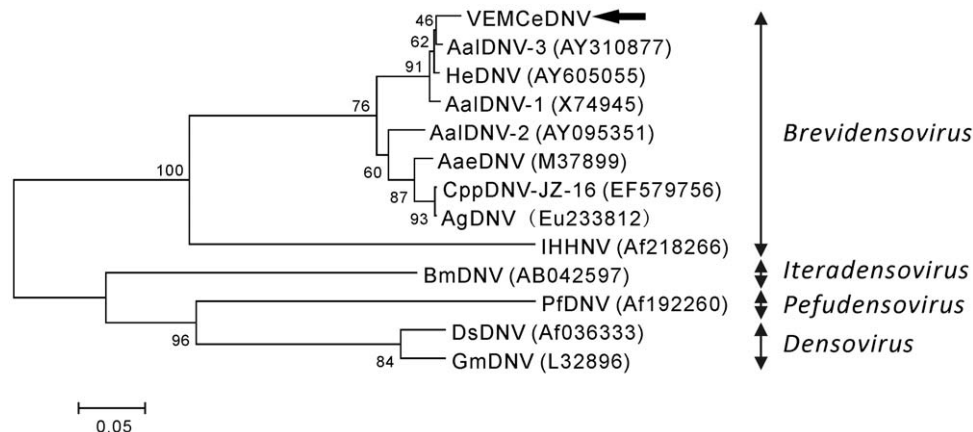 46
VEMCeDNV
62
AalDNV-3 (AY310877)
91
HeDNV (AY605055)
AalDNV-1 (X74945)
76
AalDNV-2 (AY095351)
Brevidensovirus
60
AaeDNV (M37899)
100
87
CppDNV-JZ-16 (EF579756)
93
AgDNV (Eu233812)
IHHNV (Af218266)
BmDNV (AB042597)
Iteradensovirus
PfDNV (Af192260)
Pefudensovirus
96
DsDNV (Af036333)
Densovirus
84
GmDNV (L32896)
0.05